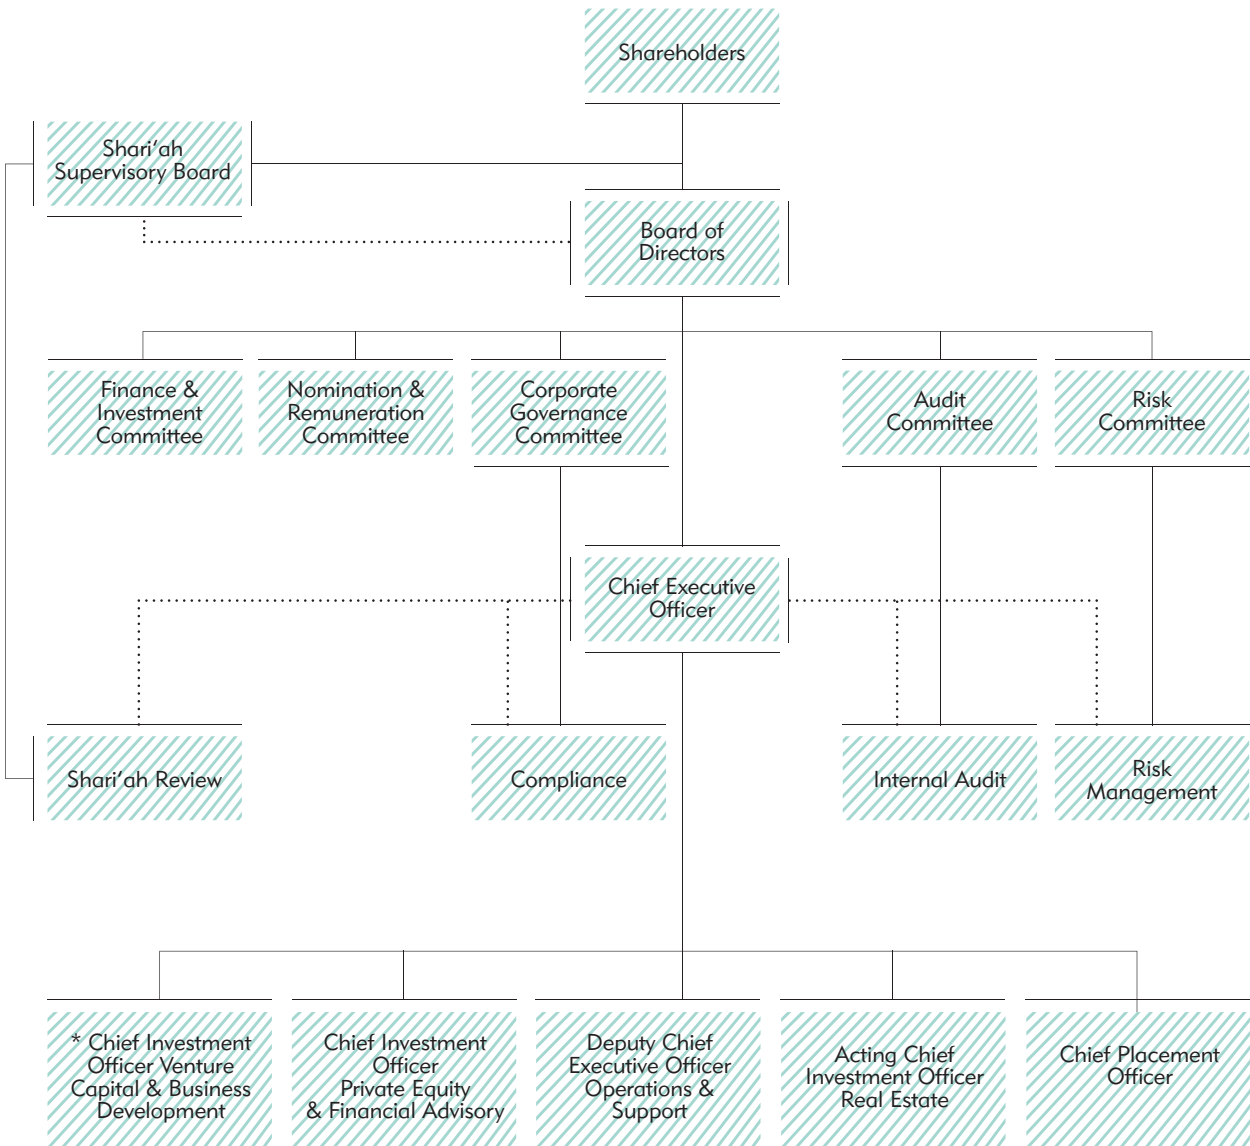 Shareholders
Shari’ah
Supervisory Board
Board of
Directors
Finance &
Investment
Committee
Nomination &
Remuneration
Committee
Corporate
Governance
Committee
Audit
Committee
Risk
Committee
Chief Executive
Officer
Shari’ah Review
Compliance
Internal Audit
Risk
Management
* Chief Investment
Officer Venture
Capital & Business
Development
Chief Investment
Officer
Private Equity
& Financial Advisory
Deputy Chief
Executive Officer
Operations &
Support
Acting Chief
Investment Officer
Real Estate
Chief Placement
Officer